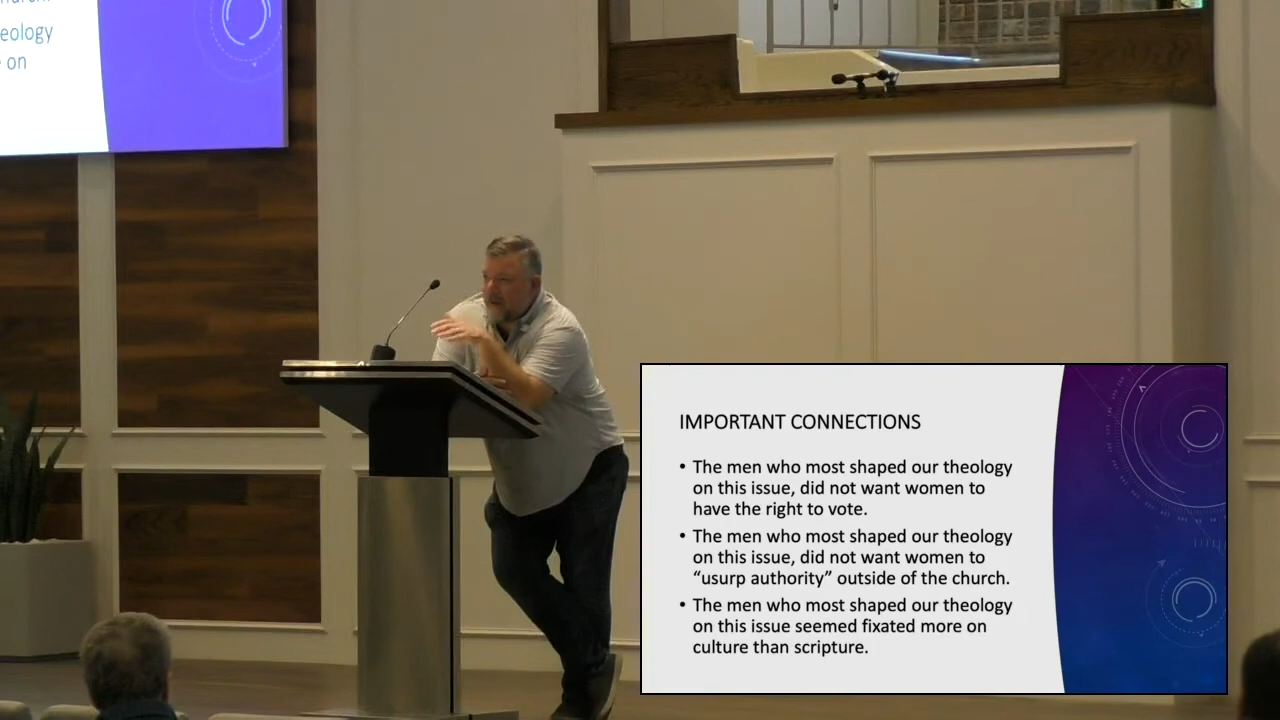 eology
on
IMPORTANT CONNECTIONS
• The men who most shaped our theology
on this issue, did not want women to
have the right to vote.
• The men who most shaped our theology
on this issue, did not want women to
“usurp authority” outside of the church.
• The men who most shaped our theology
on this issue seemed fixated more on
culture than scripture.